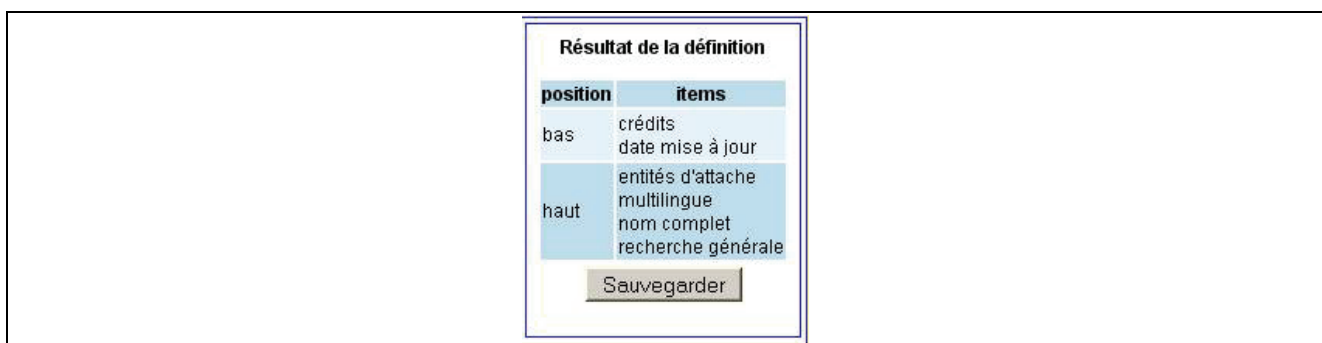 Résultat de la définition
position items
bas
crédits
date mise à jour
haut
entités d'attache
multilingue
nom complet
recherche générale
Sauvegarder